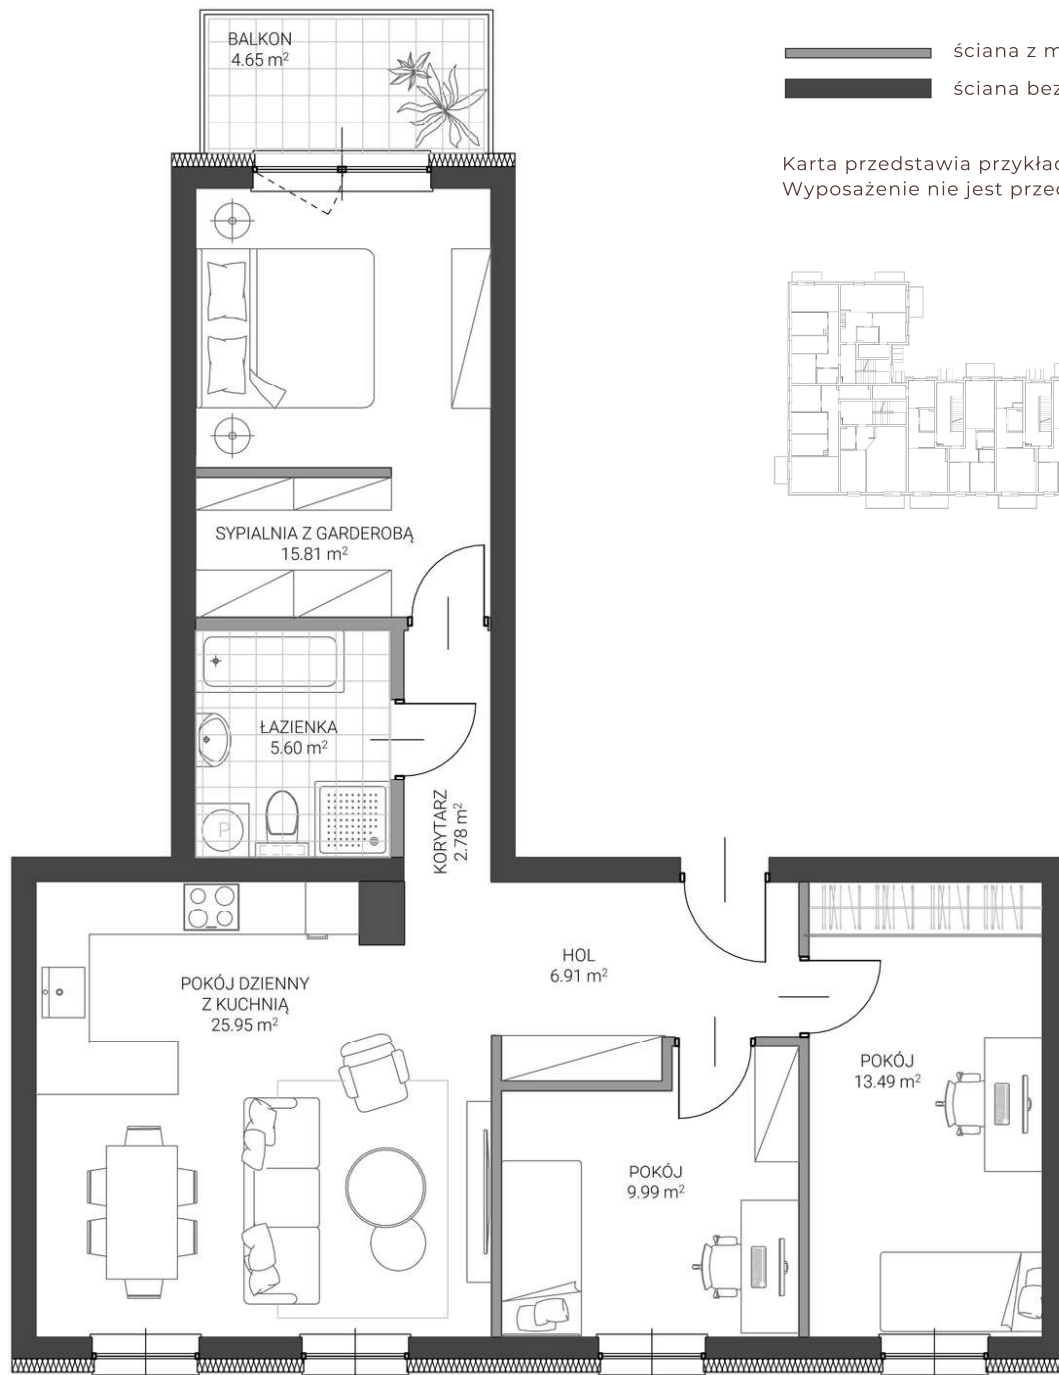 BALKON
4.65 m²
ściana z m
ściana bez
Karta przedstawia przykład
Wyposażenie nie jest przed
SYPIALNIA Z GARDEROBĄ
15.81 m²
ŁAZIENKA
5.60 m²
P
KORYTARZ
2.78 m²
HOL
6.91 m²
POKÓJ DZIENNY
Z KUCHNIĄ
25.95 m²
POKÓJ
13.49 m²
POKÓJ
9.99 m²